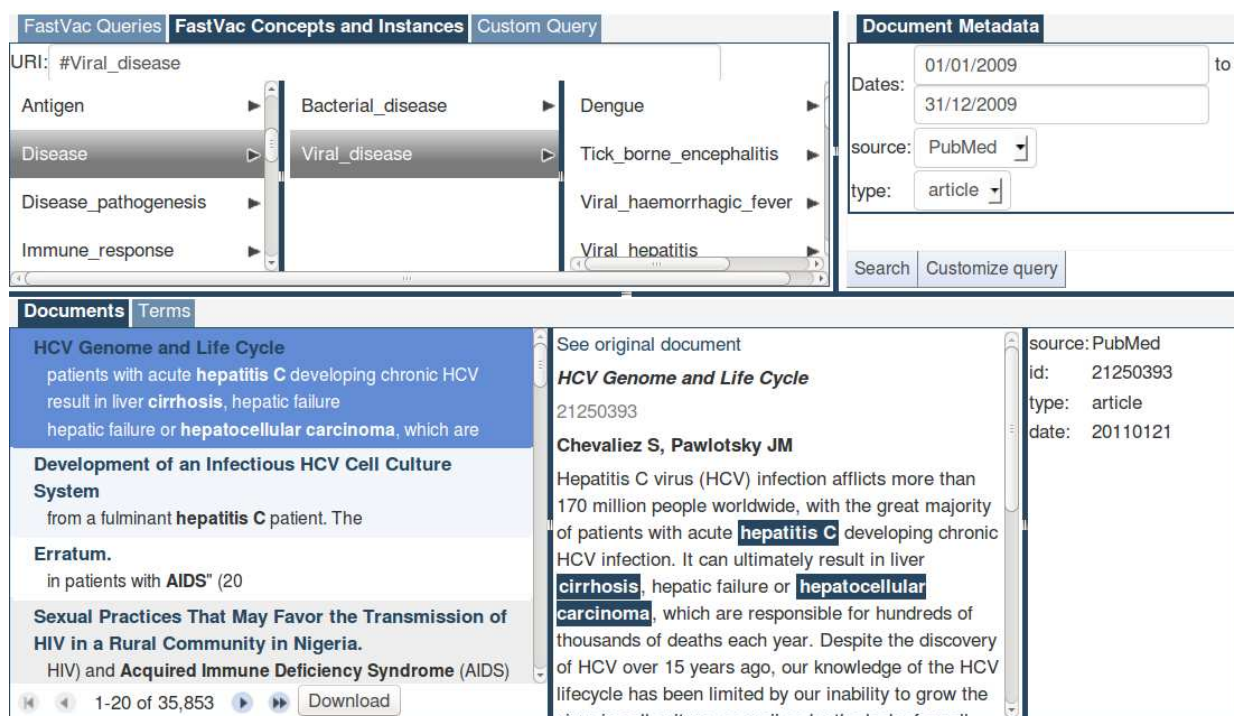 FastVac Queries FastVac Concepts and Instances Custom Query
URI: #Viral_disease
Antigen
Disease
Disease_pathogenesis
Immune_response
Bacterial_disease
Viral_disease
Dengue
Tick_borne_encephalitis
Viral_haemorrhagic_fever
Viral_hepatitis
Document Metadata
Dates: 01/01/2009 to
31/12/2009
source: PubMed
type: article
Search Customize query
Documents Terms
HCV Genome and Life Cycle
patients with acute hepatitis C developing chronic HCV
result in liver cirrhosis, hepatic failure
hepatic failure or hepatocellular carcinoma, which are
Development of an Infectious HCV Cell Culture
System
from a fulminant hepatitis C patient. The
Erratum.
in patients with AIDS" (20
Sexual Practices That May Favor the Transmission of
HIV in a Rural Community in Nigeria.
HIV) and Acquired Immune Deficiency Syndrome (AIDS)
1-20 of 35,853 Download
See original document
HCV Genome and Life Cycle
21250393
Chevaliez S, Pawlotsky JM
Hepatitis C virus (HCV) infection afflicts more than
170 million people worldwide, with the great majority
of patients with acute hepatitis C developing chronic
HCV infection. It can ultimately result in liver
cirrhosis, hepatic failure or hepatocellular
carcinoma, which are responsible for hundreds of
thousands of deaths each year. Despite the discovery
of HCV over 15 years ago, our knowledge of the HCV
lifecycle has been limited by our inability to grow the
source: PubMed
id: 21250393
type: article
date: 20110121